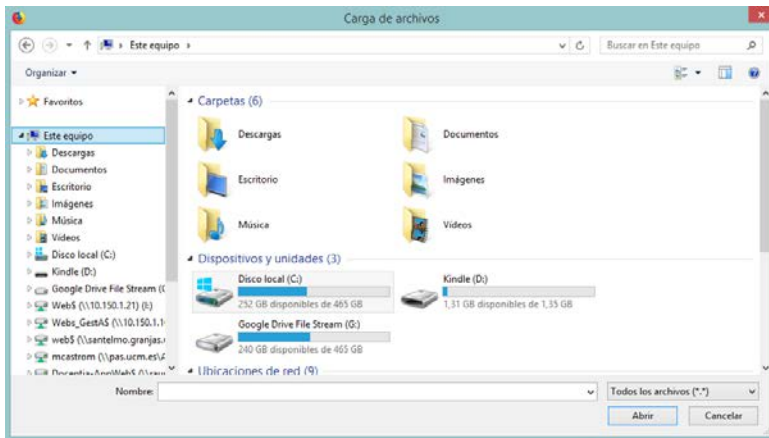 Carga de archivos
Este equipo
Buscar en Este equipo
Organizar
Favoritos
Este equipo
Descargas
Documentos
Escritorio
Imágenes
Música
Vídeos
Disco local (C:)
Kindle (D:)
Google Drive File Stream (
Web$ (\\10.150.1.21) (I:)
Webs_GestA$ (\\10.150.1.1
web$ (\\santelmo.granjas.
mcastrom (\\pas.ucm.es\
Docentia-AppWeb$
Carpetas (6)
Descargas
Documentos
Escritorio
Imágenes
Música
Vídeos
Dispositivos y unidades (3)
Disco local (C:)
252 GB disponibles de 465 GB
Kindle (D:)
1,31 GB disponibles de 1,35 GB
Google Drive File Stream (G:)
240 GB disponibles de 465 GB
Ubicaciones de red (9)
Nombre:
Todos los archivos (*.*)
Abrir
Cancelar